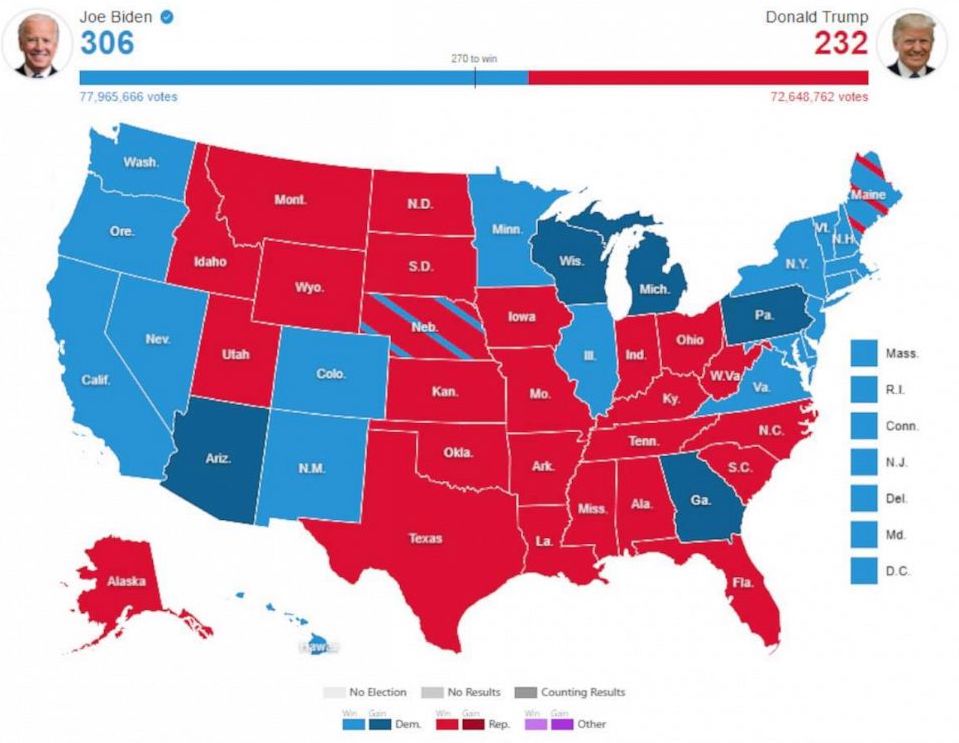 Joe Biden
306
Donald Trump
232
270 to win
77,965,666 votes
72,648,762 votes
Wash.
Ore.
Calif.
Nev.
Idaho
Mont.
Wyo.
Utah
Colo.
Ariz.
N.M.
N.D.
S.D.
Neb.
Kan.
Okla.
Texas
Minn.
Iowa
Mo.
Ark.
La.
Wis.
Ill.
Mich.
Ind.
Ohio
Ky.
Tenn.
Miss.
Ala.
Ga.
Fla.
S.C.
N.C.
Va.
W.Va
Pa.
N.Y.
Vt.
N.H.
Maine
Alaska
Hawaii
Mass.
R.I.
Conn.
N.J.
Del.
Md.
D.C.
No Election No Results Counting Results
Win Gain Win Gain Win Gain
Dem. Rep. Other